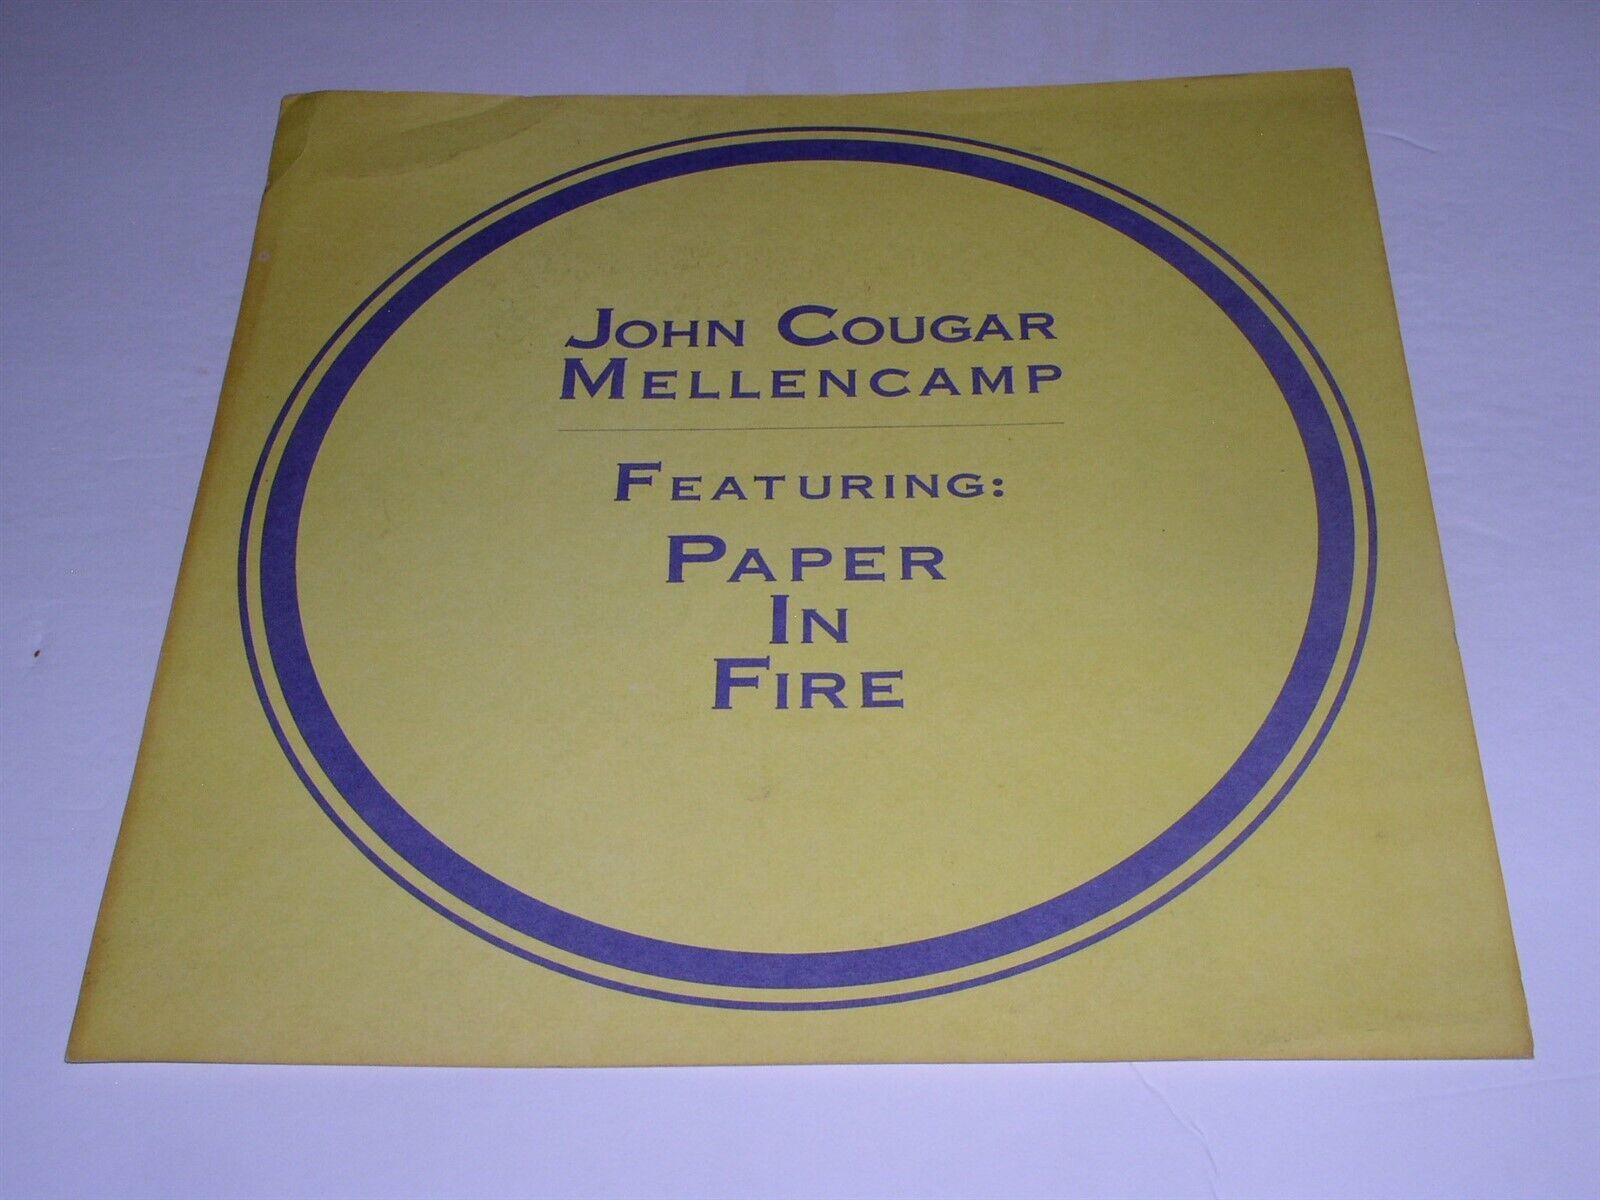 John Cougar
Mellencamp
Featuring:
Paper
In
Fire